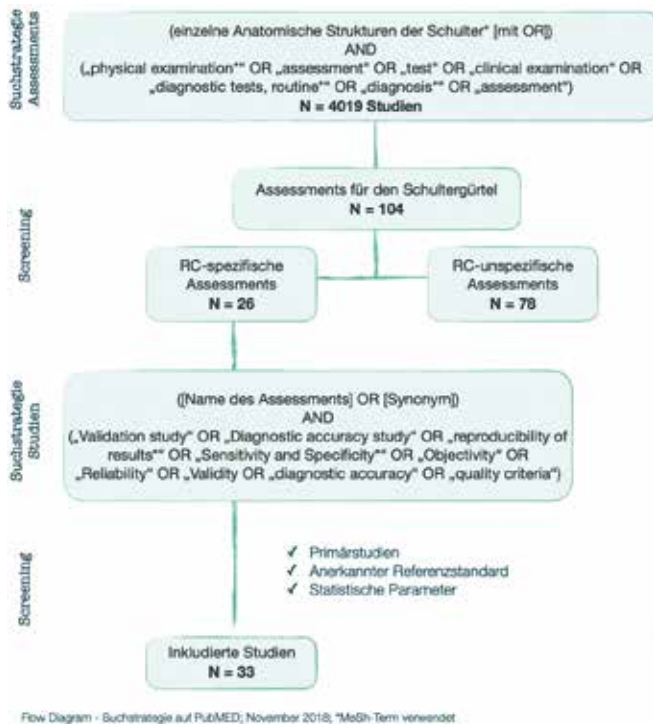 Suchstrategie
Assessments
(einzelne Anatomische Strukturen der Schulter* [mit OR])
AND
(„physical examination*“ OR „assessment“ OR „test“ OR „clinical examination“ OR
„diagnostic tests, routine*“ OR „diagnosis*“ OR „assessment“)
N = 4019 Studien
Screening
Assessments für den Schultergürtel
N = 104
RC-spezifische
Assessments
N = 26
RC-unspezifische
Assessments
N = 78
Suchstrategie
Studien
([Name des Assessments] OR [Synonym])
AND
(„Validation study“ OR „Diagnostic accuracy study“ OR „reproducibility of
results*“ OR „Sensitivity and Specificity*“ OR „Objectivity“ OR
„Reliability“ OR „Validity OR „diagnostic accuracy“ OR „quality criteria“)
Screening
✓ Primärstudien
✓ Anerkannter Referenzstandard
✓ Statistische Parameter
Inkludierte Studien
N = 33
Flow Diagram - Suchstrategie auf PubMED; November 2018; *MeSh-Term verwendet